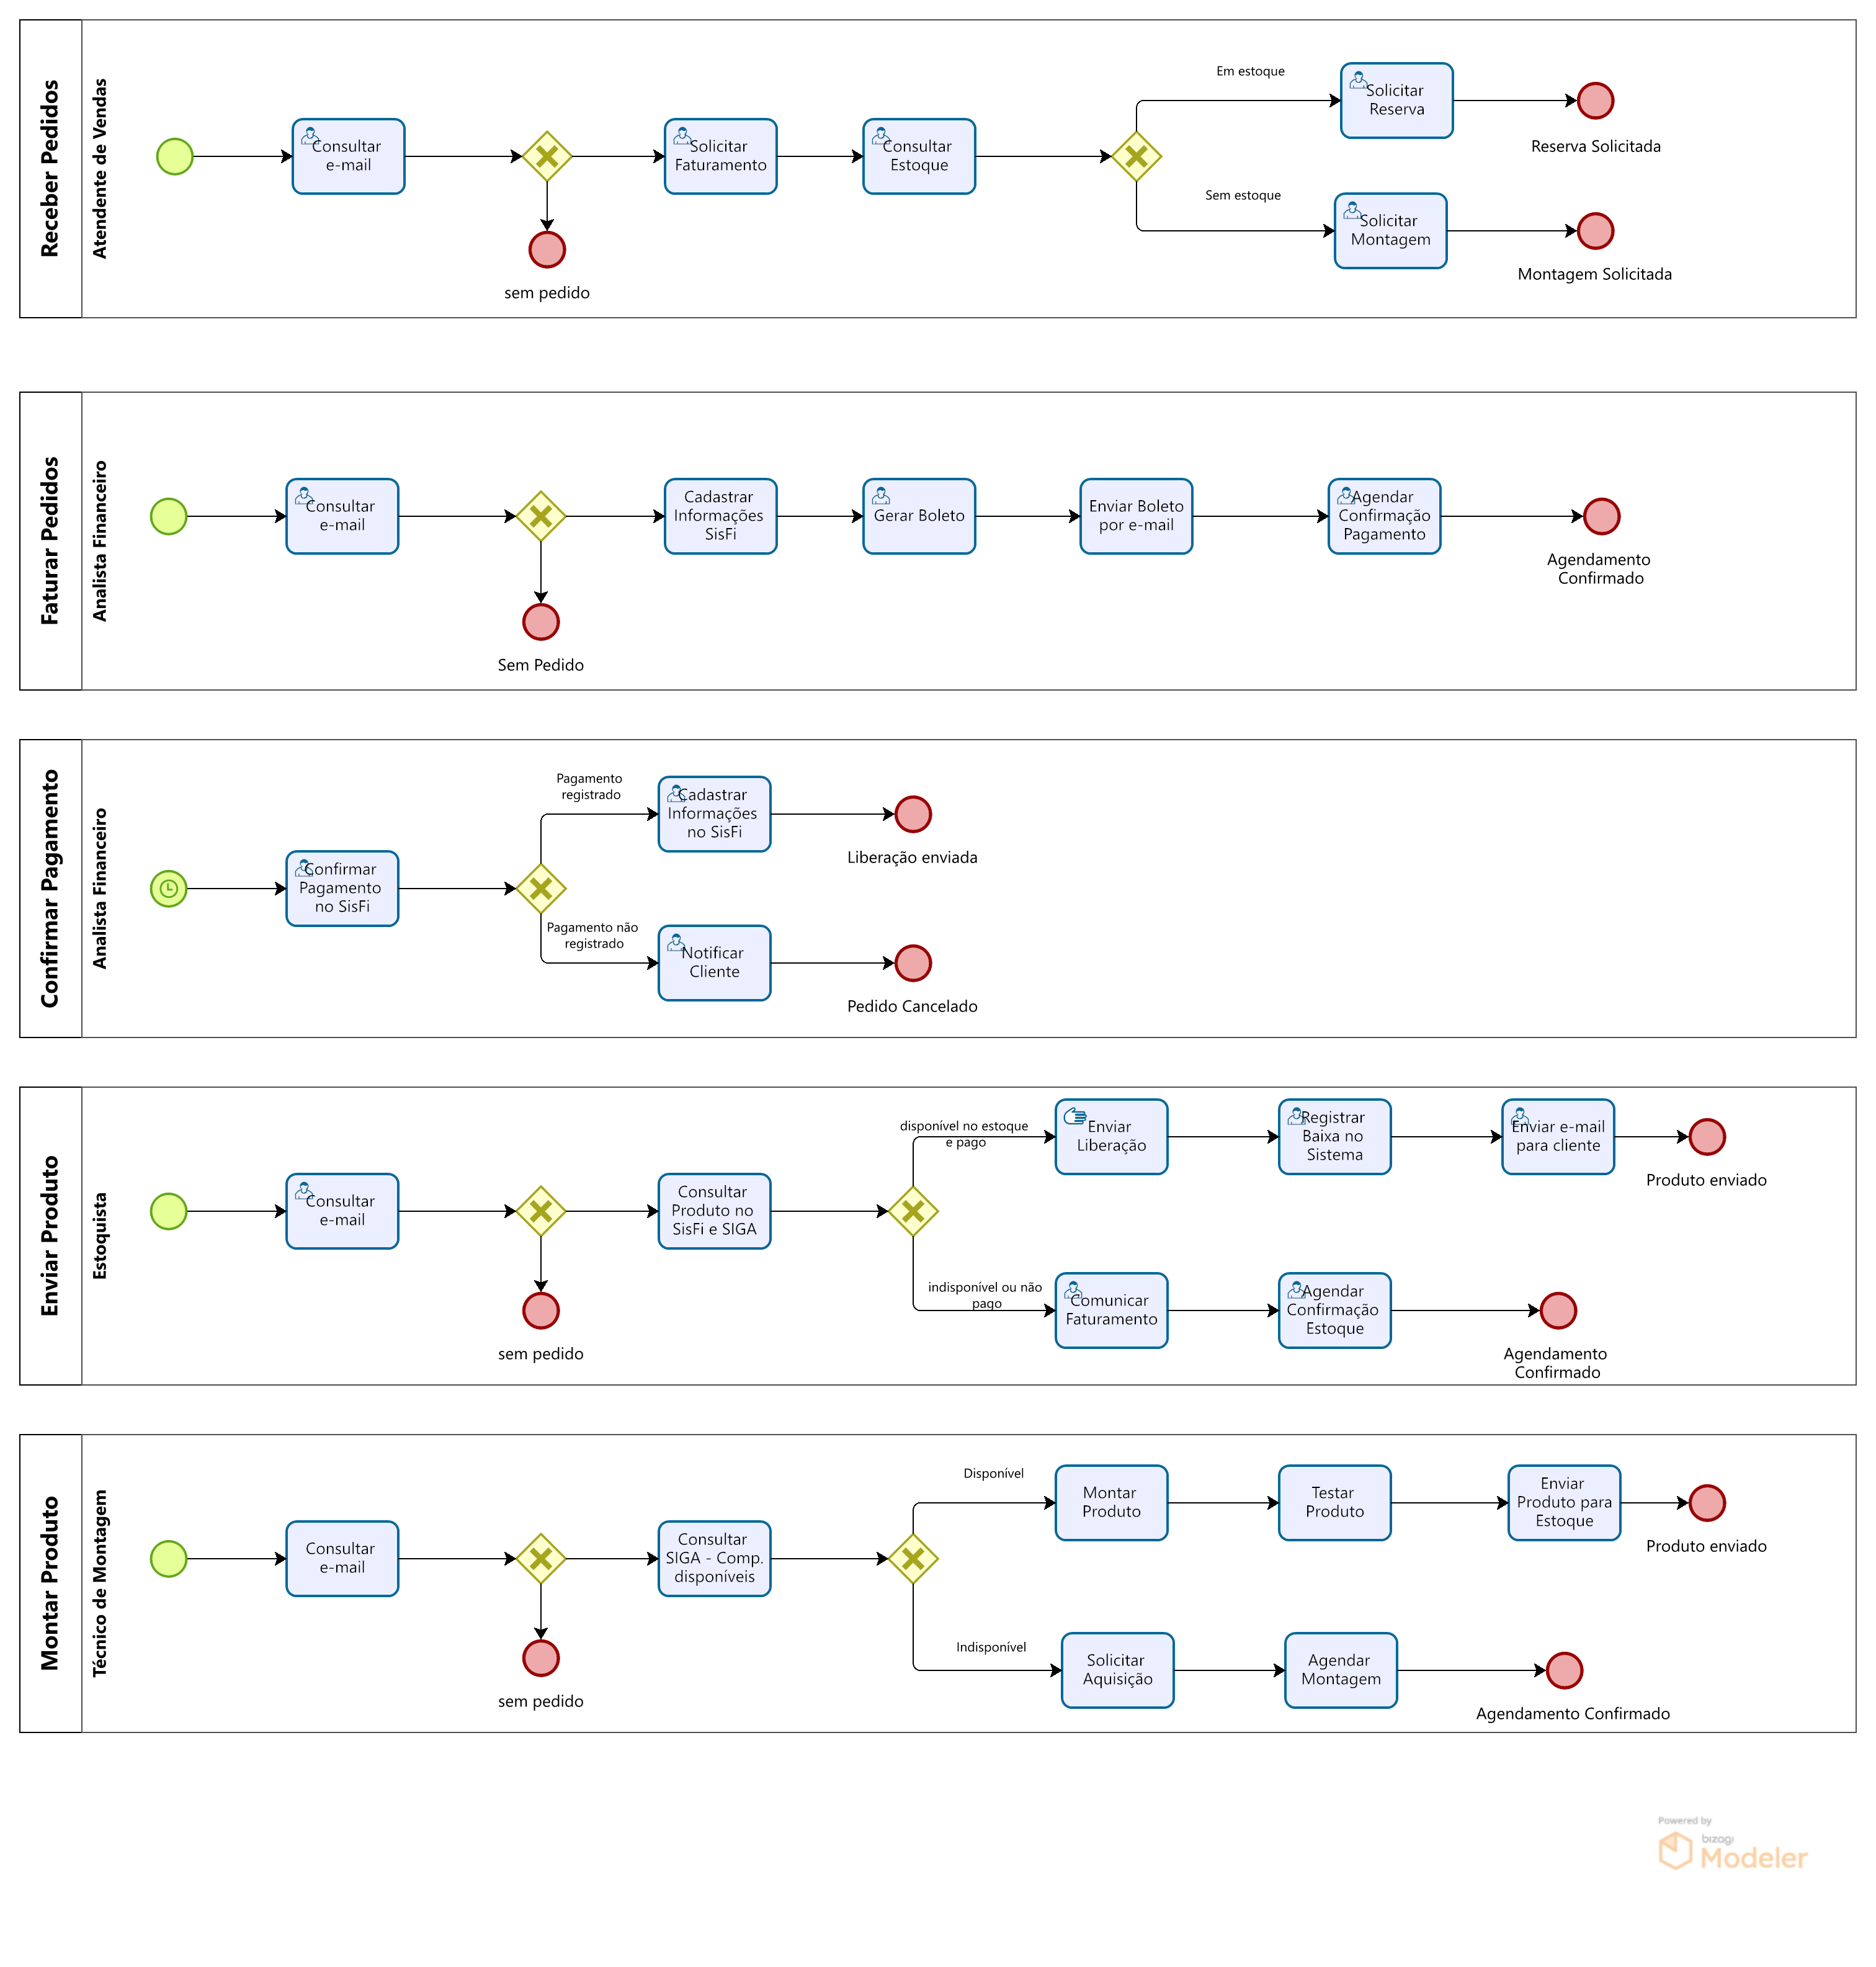 Receber Pedidos
Atendente de Vendas
Consultar
e-mail
sem pedido
Solicitar
Faturamento
Consultar
Estoque
Em estoque
Solicitar
Reserva
Reserva Solicitada
Sem estoque
Solicitar
Montagem
Montagem Solicitada
Faturar Pedidos
Analista Financeiro
Consultar
e-mail
Sem Pedido
Cadastrar
Informações
SisFi
Gerar Boleto
Enviar Boleto
por e-mail
Agendar
Confirmação
Pagamento
Agendamento
Confirmado
Confirmar Pagamento
Analista Financeiro
Confirmar
Pagamento
no SisFi
Pagamento
registrado
Cadastrar
Informações
no SisFi
Liberação enviada
Pagamento não
registrado
Notificar
Cliente
Pedido Cancelado
Enviar Produto
Estoquista
Consultar
e-mail
sem pedido
Consultar
Produto no
SisFi e SIGA
disponível no estoque
e pago
Enviar
Liberação
Registrar
Baixa no
Sistema
Enviar e-mail
para cliente
Produto enviado
indisponível ou não
pago
Comunicar
Faturamento
Agendar
Confirmação
Estoque
Agendamento
Confirmado
Montar Produto
Técnico de Montagem
Consultar
e-mail
sem pedido
Consultar
SIGA - Comp.
disponíveis
Disponível
Montar
Produto
Testar
Produto
Enviar
Produto para
Estoque
Produto enviado
Indisponível
Solicitar
Aquisição
Agendar
Montagem
Agendamento Confirmado
Powered by
bizagi
Modeler